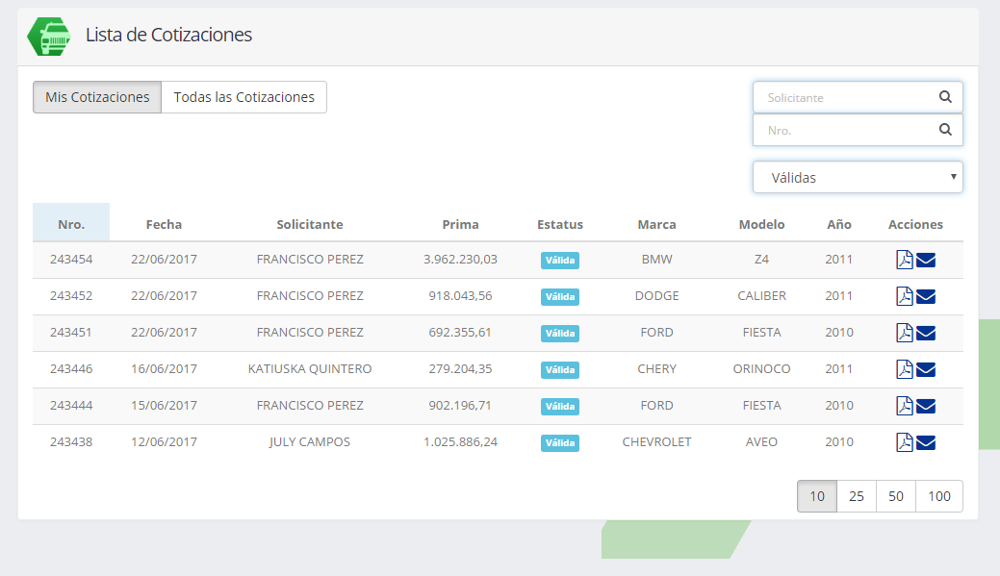 Lista de Cotizaciones
Mis Cotizaciones Todas las Cotizaciones
Solicitante
Nro.
Válidas
Nro. Fecha Solicitante Prima Estatus Marca Modelo Año Acciones
243454 22/06/2017 FRANCISCO PEREZ 3.962.230,03 Válida BMW Z4 2011
243452 22/06/2017 FRANCISCO PEREZ 918.043,56 Válida DODGE CALIBER 2011
243451 22/06/2017 FRANCISCO PEREZ 692.355,61 Válida FORD FIESTA 2010
243446 16/06/2017 KATIUSKA QUINTERO 279.204,35 Válida CHERY ORINOCO 2011
243444 15/06/2017 FRANCISCO PEREZ 902.196,71 Válida FORD FIESTA 2010
243438 12/06/2017 JULY CAMPOS 1.025.886,24 Válida CHEVROLET AVEO 2010
10 25 50 100